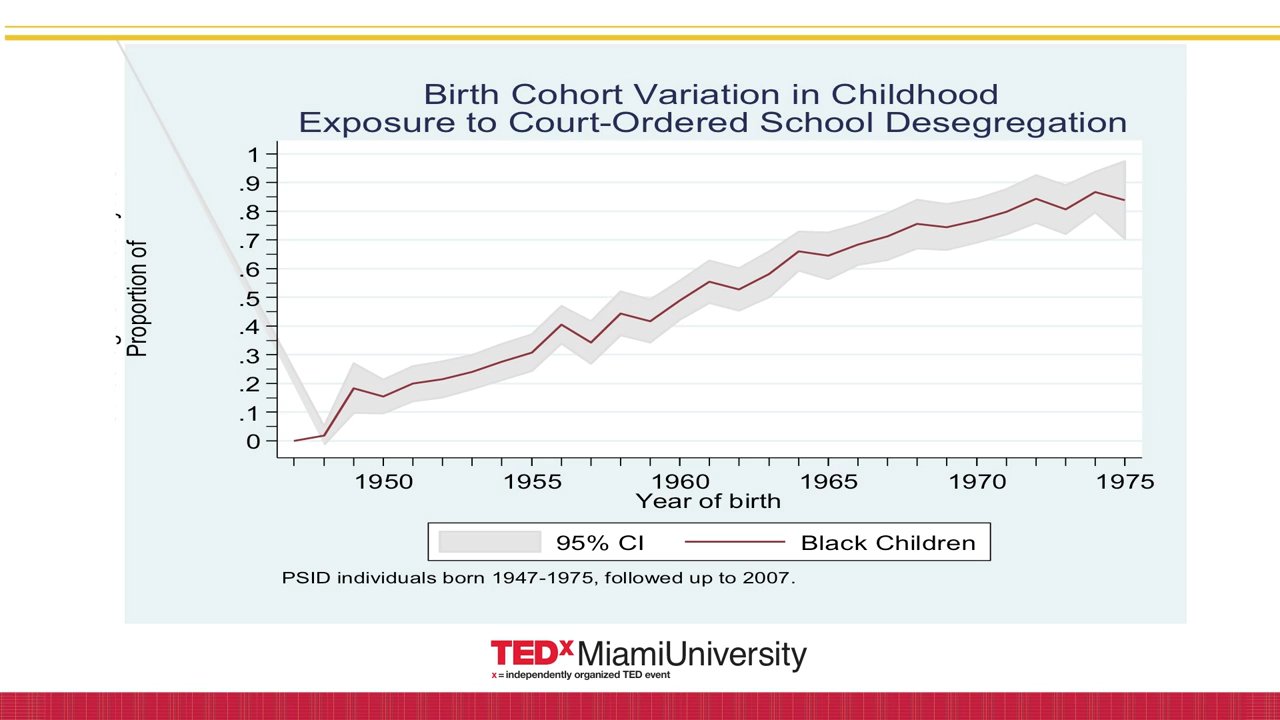 Birth Cohort Variation in Childhood
Exposure to Court-Ordered School Desegregation
Proportion of
1
.9
.8
.7
.6
.5
.4
.3
.2
.1
0
1950 1955 1960 1965 1970 1975
Year of birth
95% CI Black Children
PSID individuals born 1947-1975, followed up to 2007.
TEDx MiamiUniversity
x = independently organized TED event